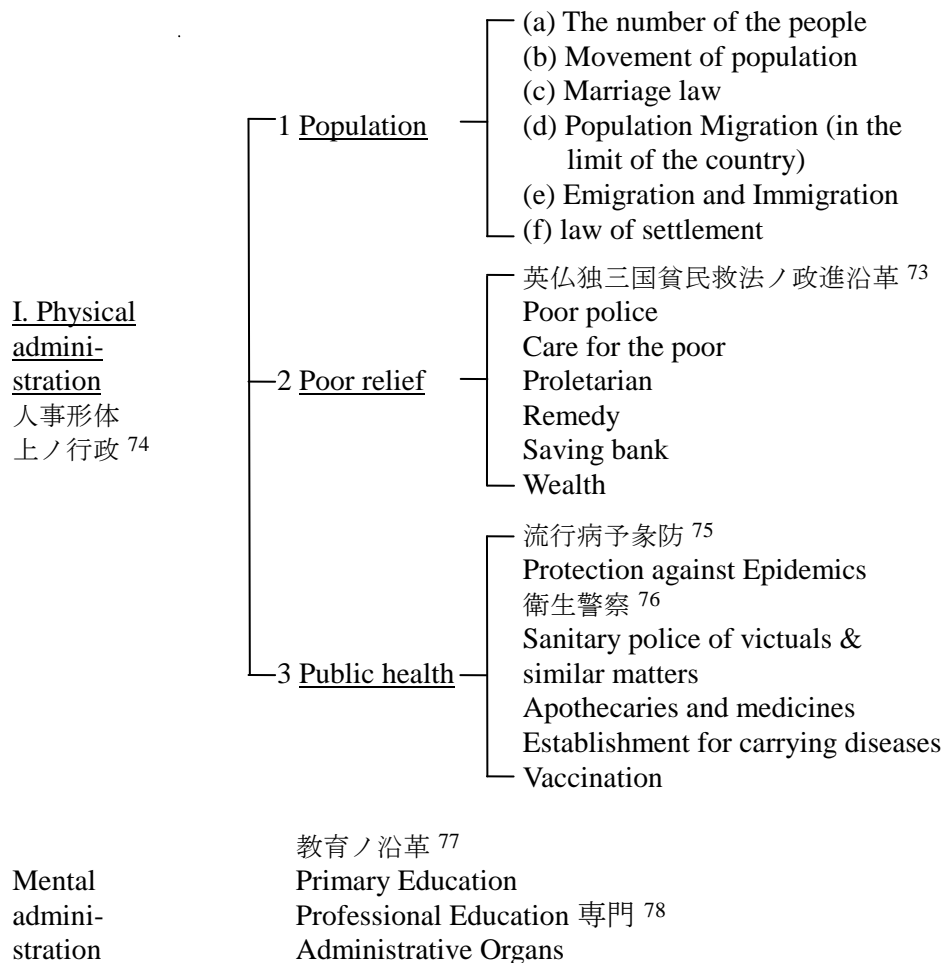 I. Physical
admini-
stration
人事形体
上ノ行政 74
1 Population
(a) The number of the people
(b) Movement of population
(c) Marriage law
(d) Population Migration (in the
limit of the country)
(e) Emigration and Immigration
(f) law of settlement
2 Poor relief
英仏独三国貧民救法ノ政進沿革 73
Poor police
Care for the poor
Proletarian
Remedy
Saving bank
Wealth
3 Public health
流行病予彖防 75
Protection against Epidemics
衛生警察 76
Sanitary police of victuals &
similar matters
Apothecaries and medicines
Establishment for carrying diseases
Vaccination
Mental
admini-
stration
教育ノ沿革 77
Primary Education
Professional Education 専門 78
Administrative Organs